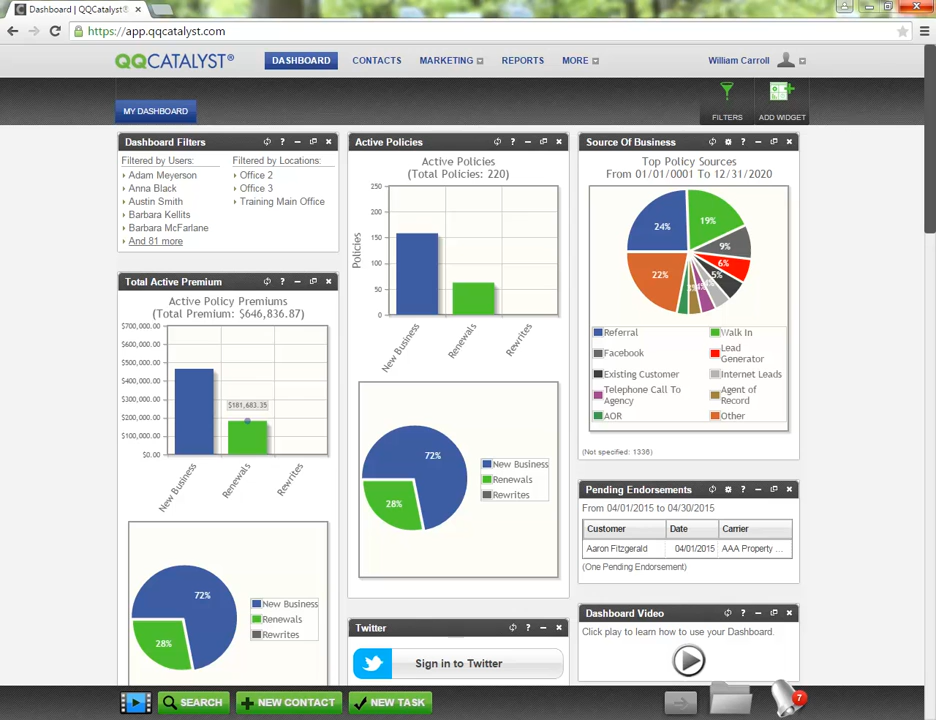 Dashboard | QQCatalyst®
https://app.qqcatalyst.com
QQCATALYST®
DASHBOARD
CONTACTS
MARKETING
REPORTS
MORE
William Carroll
MY DASHBOARD
FILTERS
ADD WIDGET
Dashboard Filters
Filtered by Users:
Adam Meyerson
Anna Black
Austin Smith
Barbara Kellits
Barbara McFarlane
And 81 more
Filtered by Locations:
Office 2
Office 3
Training Main Office
Total Active Premium
Active Policy Premiums
(Total Premium: $646,836.87)
$700,000.00
$600,000.00
$500,000.00
$400,000.00
$300,000.00
$200,000.00
$100,000.00
$0.00
$181,683.35
New Business
Renewals
Rewrites
72%
28%
New Business
Renewals
Rewrites
Active Policies
Active Policies
(Total Policies: 220)
Policies
250
200
150
100
50
0
New Business
Renewals
Rewrites
72%
28%
New Business
Renewals
Rewrites
Twitter
Sign in to Twitter
Source Of Business
Top Policy Sources
From 01/01/0001 To 12/31/2020
24%
19%
9%
6%
5%
22%
Referral
Walk In
Facebook
Lead
Generator
Existing Customer
Internet Leads
Telephone Call To
Agency
Agent of
Record
AOR
Other
(Not specified: 1336)
Pending Endorsements
From 04/01/2015 to 04/30/2015
Customer Date Carrier
Aaron Fitzgerald 04/01/2015 AAA Property ...
(One Pending Endorsement)
Dashboard Video
Click play to learn how to use your Dashboard.
SEARCH
NEW CONTACT
NEW TASK
7